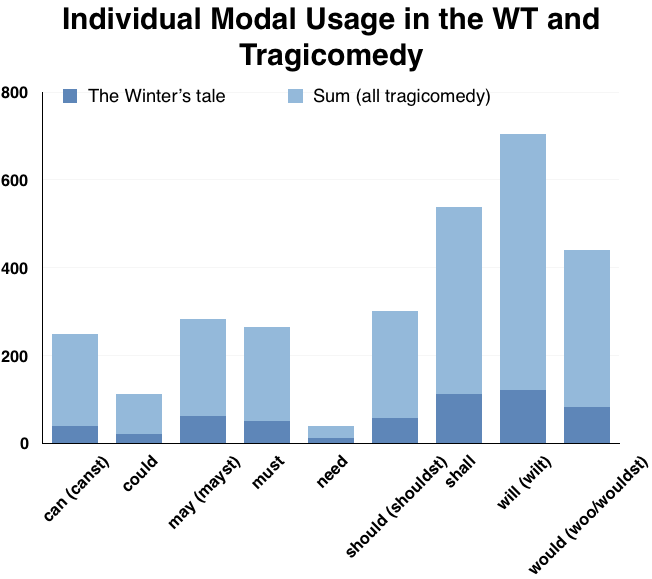 Individual Modal Usage in the WT and
Tragicomedy
The Winter's tale
Sum (all tragicomedy)
800
600
400
200
0
can (canst)
could
may (mayst)
must
need
should (shouldst)
shall
will (wilt)
would (woo/wouldst)